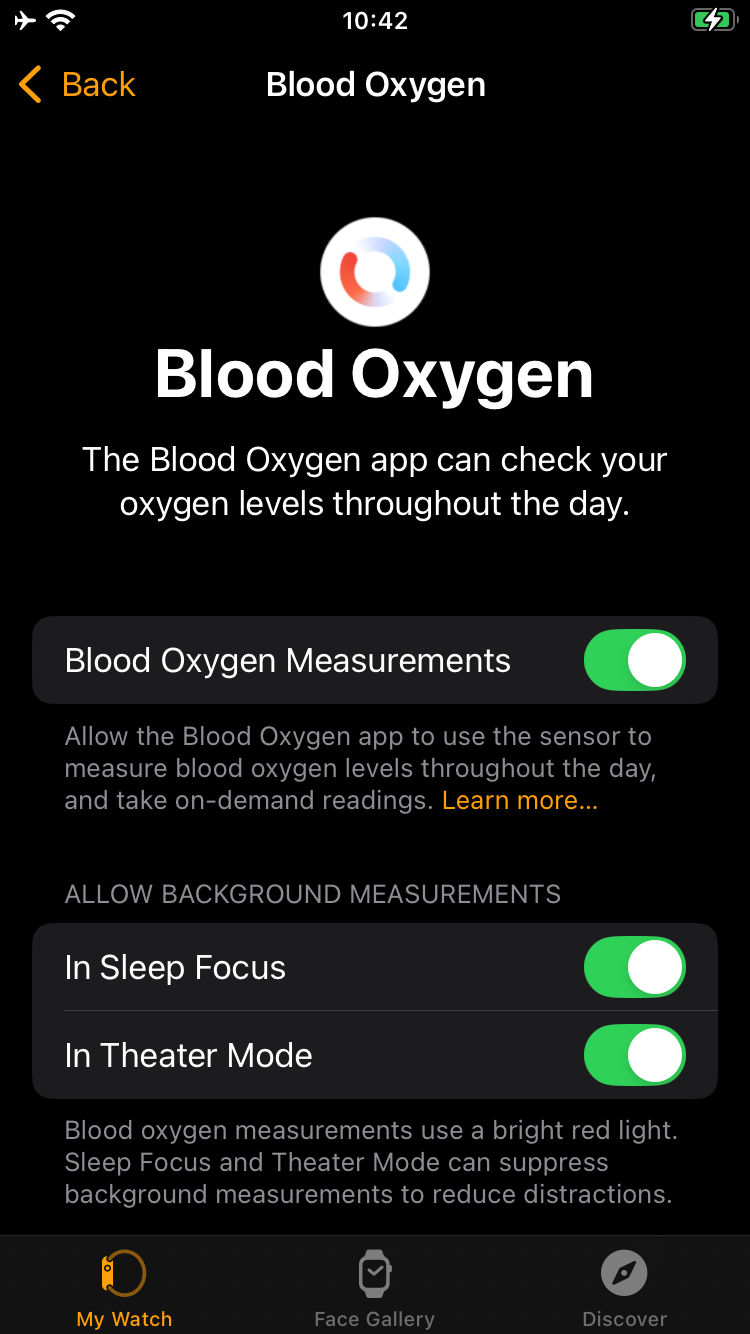 10:42
Back
Blood Oxygen
Blood Oxygen
The Blood Oxygen app can check your
oxygen levels throughout the day.
Blood Oxygen Measurements
Allow the Blood Oxygen app to use the sensor to
measure blood oxygen levels throughout the day,
and take on-demand readings. Learn more...
ALLOW BACKGROUND MEASUREMENTS
In Sleep Focus
In Theater Mode
Blood oxygen measurements use a bright red light.
Sleep Focus and Theater Mode can suppress
background measurements to reduce distractions.
My Watch
Face Gallery
Discover